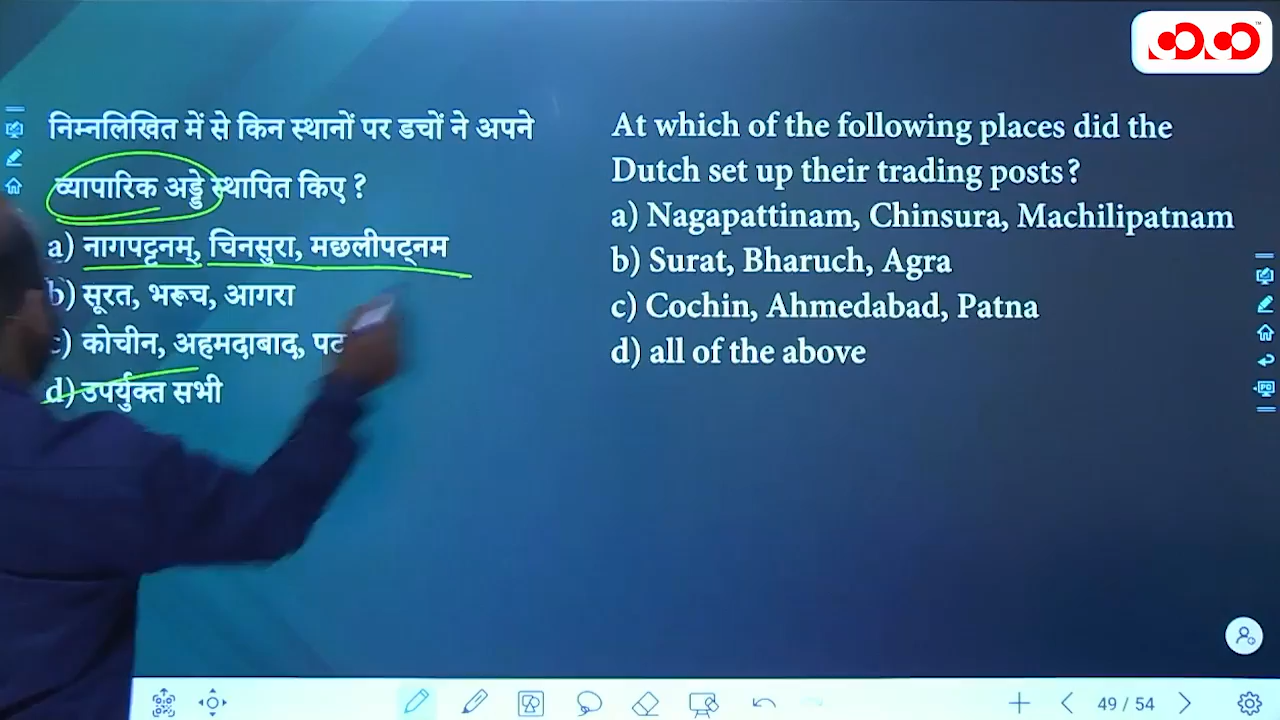 निम्नलिखित में से किन स्थानों पर डचों ने अपने
व्यापारिक अड्डे स्थापित किए ?
a) नागपट्टनम्, चिनसुरा, मछलीपट्नम
b) सूरत, भरूच, आगरा
c) कोचीन, अहमदाबाद,
d) उपर्युक्त सभी
At which of the following places did the
Dutch set up their trading posts?
a) Nagapattinam, Chinsura, Machilipatnam
b) Surat, Bharuch, Agra
c) Cochin, Ahmedabad, Patna
d) all of the above
49 / 54